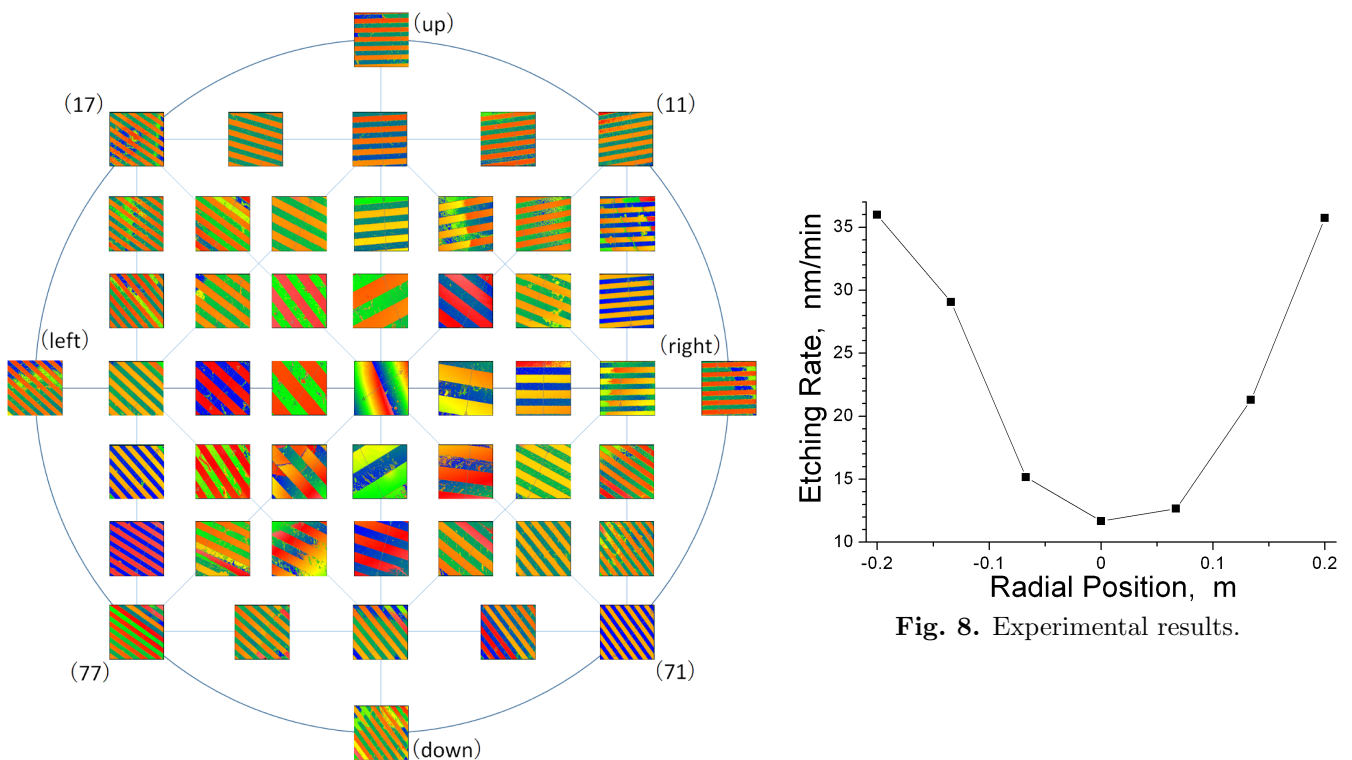 (up)
(17)
(11)
(left)
(right)
(77)
(71)
(down)
Etching Rate, nm/min
35
30
25
20
15
10
-0.2
-0.1
0
0.1
0.2
Radial Position, m
Fig. 8. Experimental results.